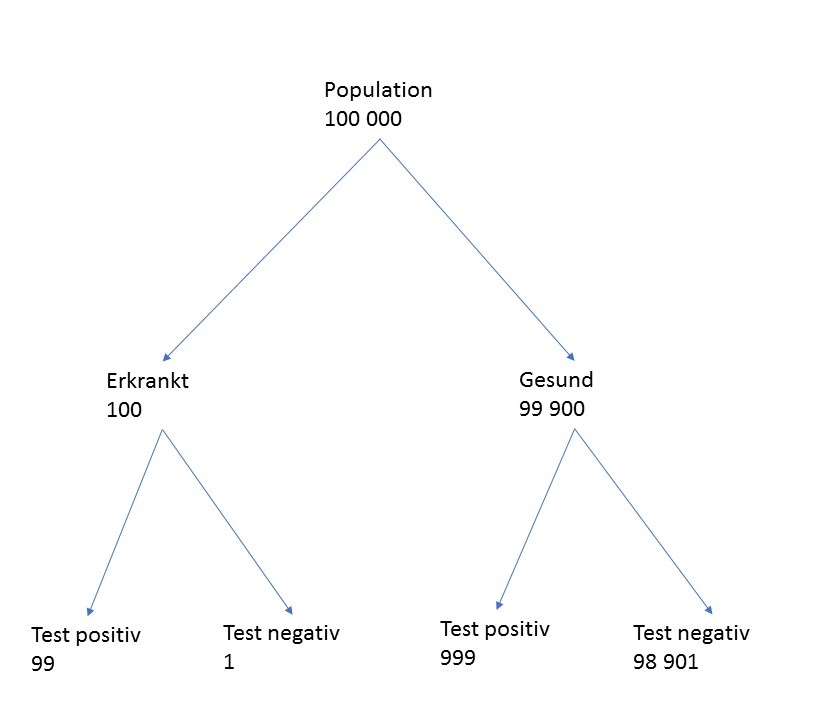 Population
100 000
Erkrankt
100
Gesund
99 900
Test positiv
99
Test negativ
1
Test positiv
999
Test negativ
98 901